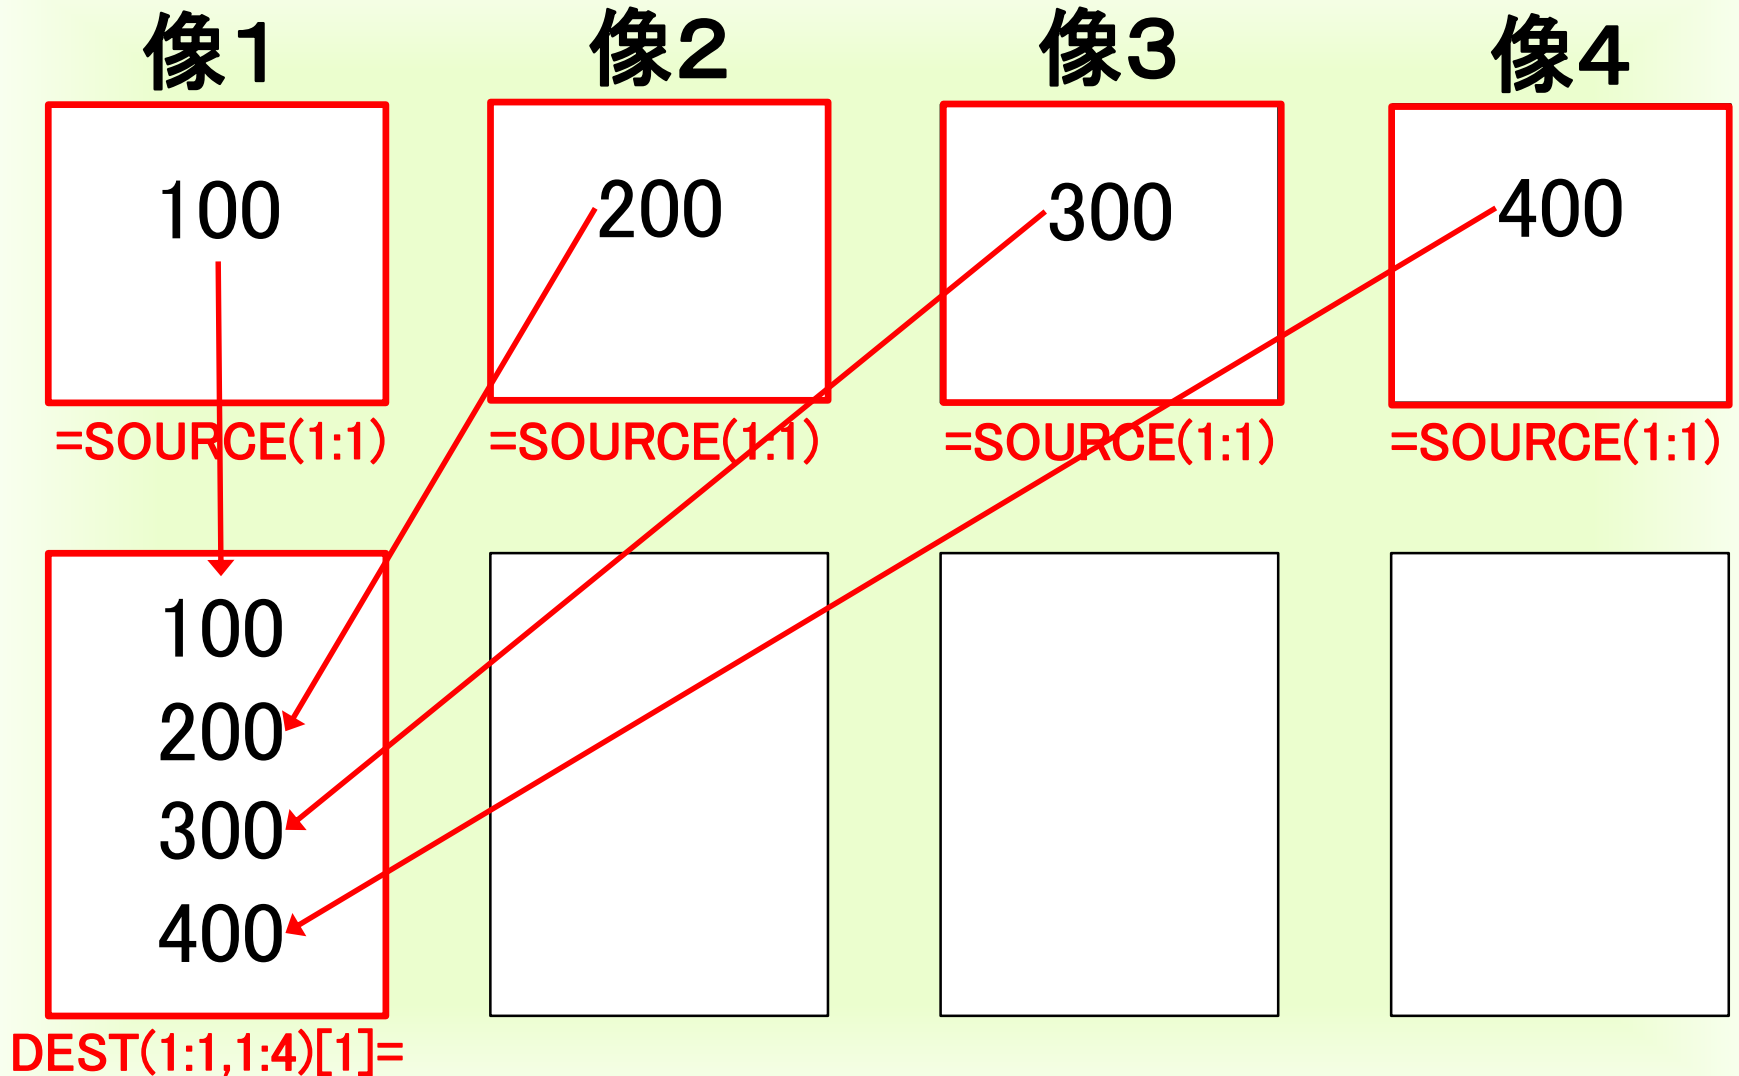 像1 像2 像3 像4
100 200 300 400
=SOURCE(1:1) =SOURCE(1:1) =SOURCE(1:1) =SOURCE(1:1)
100
200
300
400
DEST(1:1,1:4)[1]=